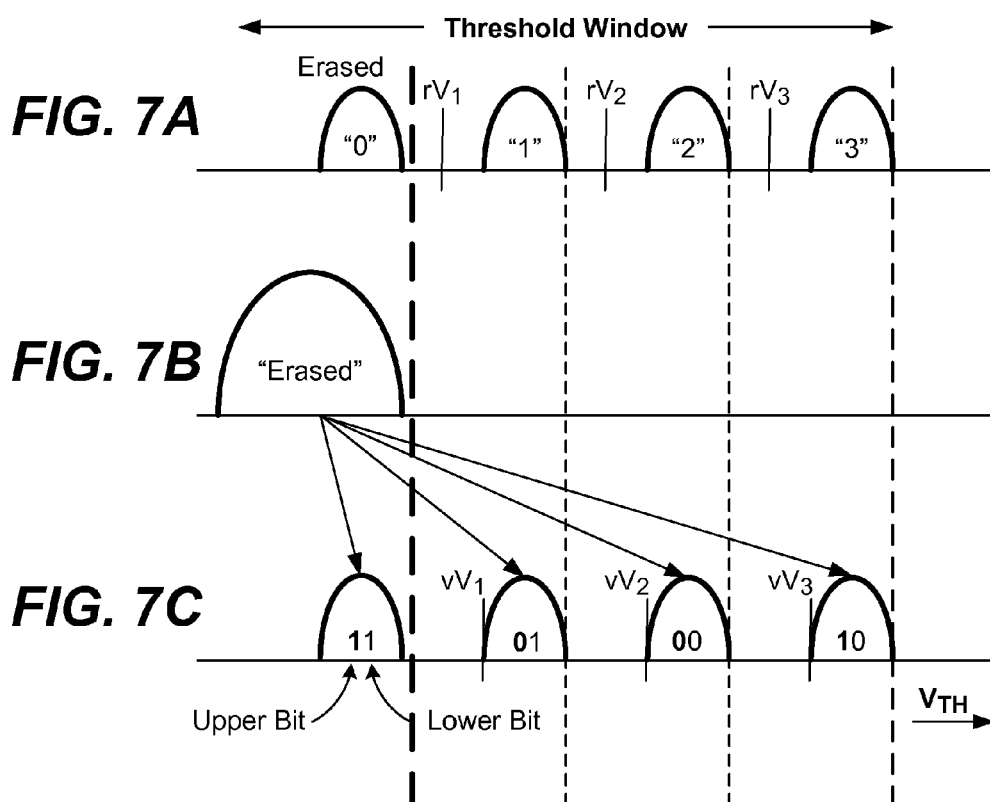 Threshold Window
Erased
rV1 rV2 rV3
FIG. 7A
“0” “1” “2” “3”
FIG. 7B
“Erased”
vV1 vV2 vV3
FIG. 7C
11 01 00 10
Upper Bit Lower Bit
VTH